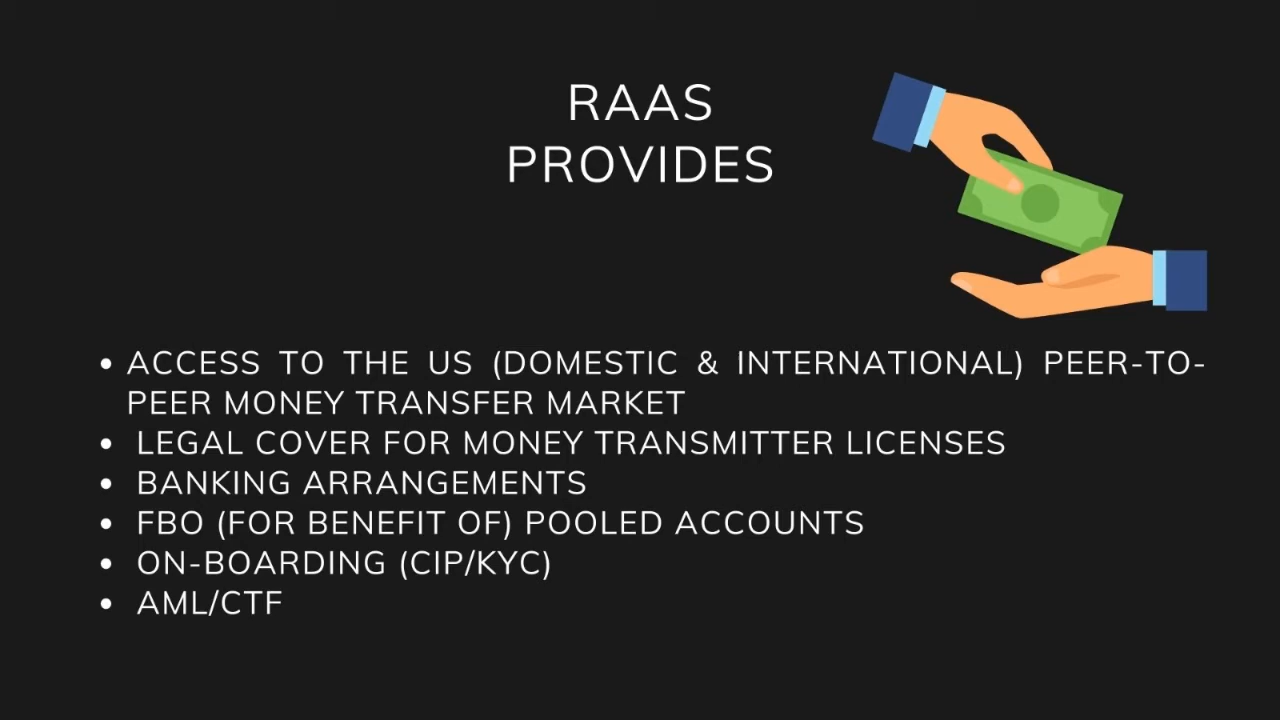 RAAS
PROVIDES
• ACCESS TO THE US (DOMESTIC & INTERNATIONAL) PEER-TO-
PEER MONEY TRANSFER MARKET
• LEGAL COVER FOR MONEY TRANSMITTER LICENSES
• BANKING ARRANGEMENTS
• FBO (FOR BENEFIT OF) POOLED ACCOUNTS
• ON-BOARDING (CIP/KYC)
• AML/CTF